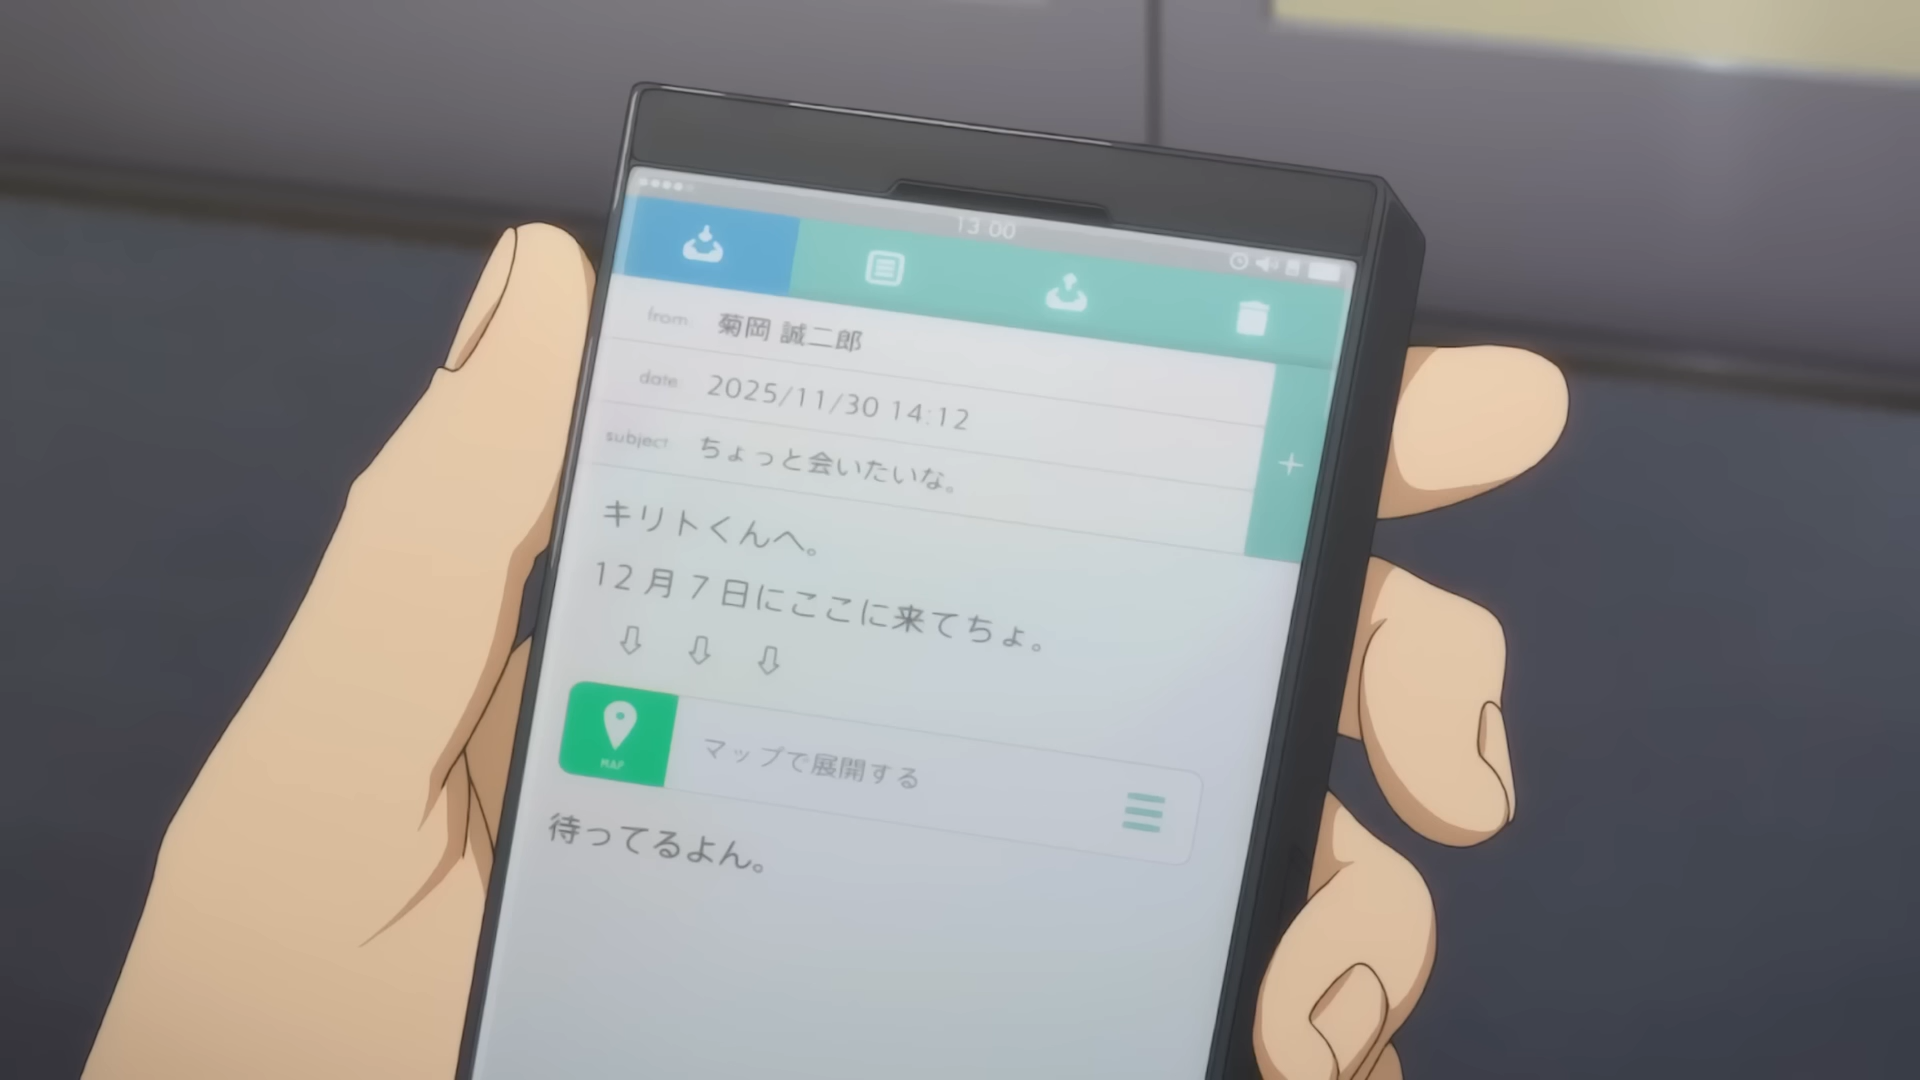 13:00
from: 菊岡 誠二郎
date: 2025/11/30 14:12
subject: ちょっと会いたいな。
キリトくんへ。
12月7日にここに来てちょ。
⇩ ⇩ ⇩
MAP
マップで展開する
待ってるよん。